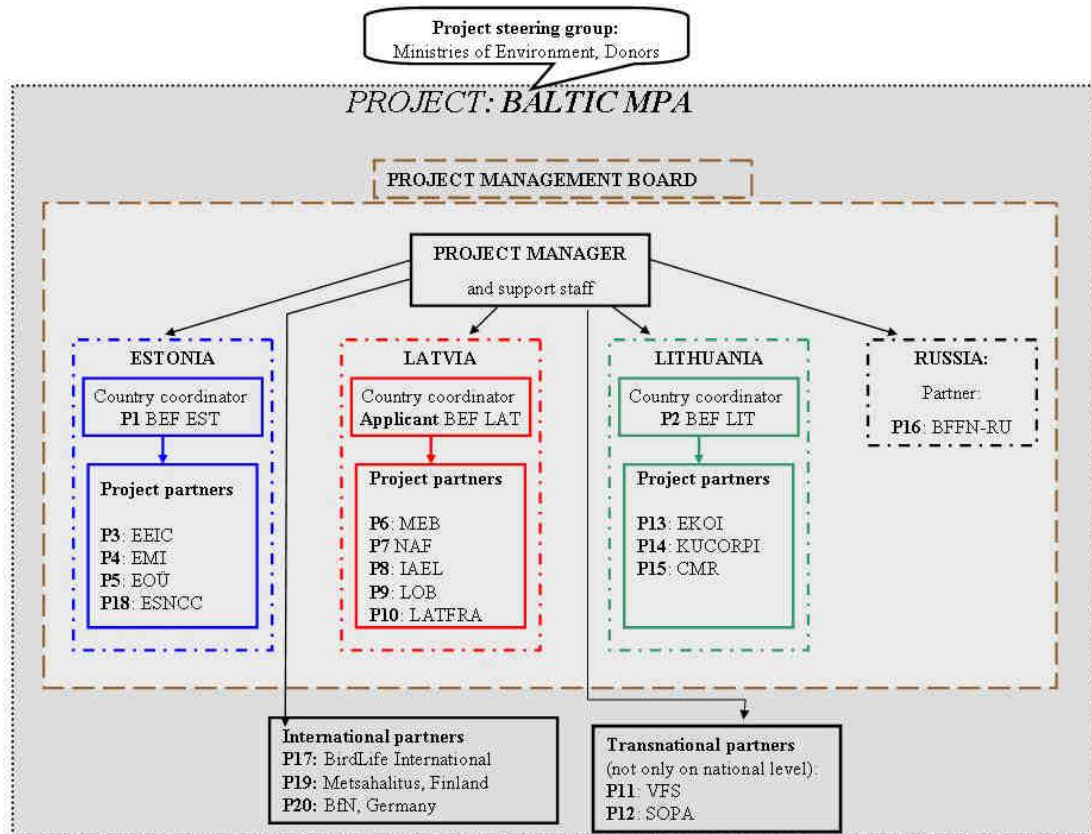 Project steering group:
Ministries of Environment, Donors
PROJECT: BALTIC MPA
PROJECT MANAGEMENT BOARD
PROJECT MANAGER
and support staff
ESTONIA
Country coordinator
P1 BEF EST
Project partners
P3: EEIC
P4: EMI
P5: EOÜ
P18: ESNCC
LATVIA
Country coordinator
Applicant BEF LAT
Project partners
P6: MEB
P7 NAF
P8: IAEL
P9: LOB
P10: LATFRA
LITHUANIA
Country coordinator
P2 BEF LIT
Project partners
P13: EKOI
P14: KUCORPI
P15: CMR
RUSSIA:
Partner:
P16: BFFN-RU
International partners
P17: BirdLife International
P19: Metsahalitus, Finland
P20: BfN, Germany
Transnational partners
(not only on national level):
P11: VFS
P12: SOPA